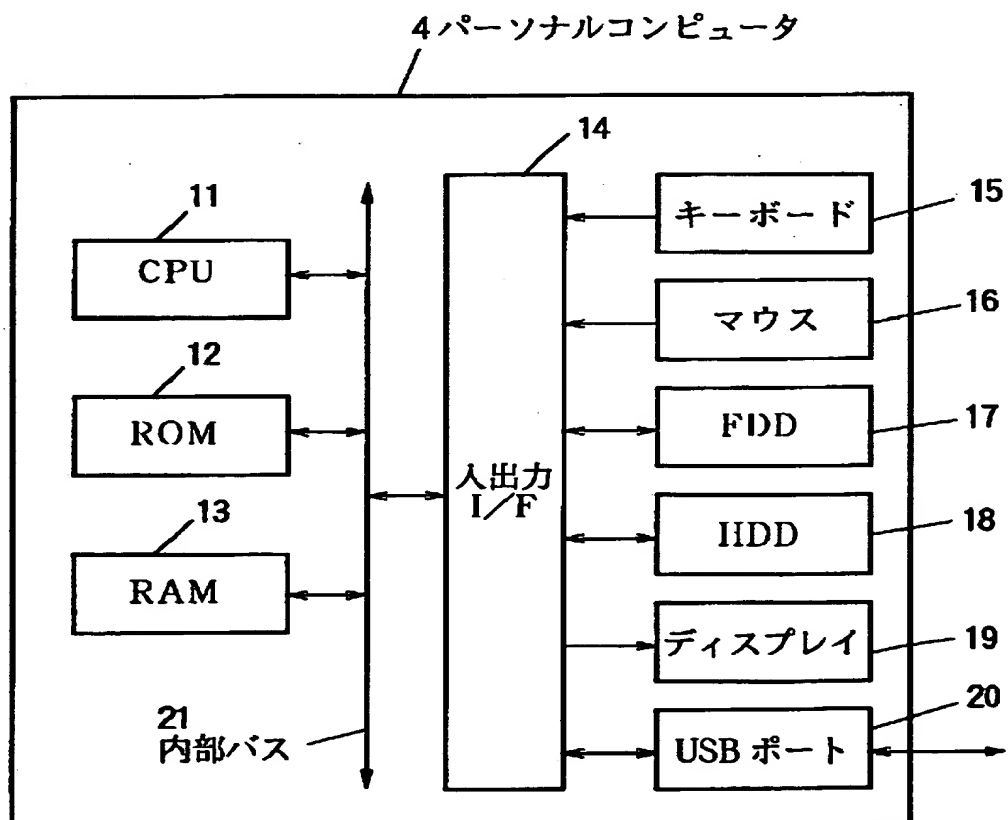 4 パーソナルコンピュータ
14
11
CPU
12
ROM
13
RAM
21
内部バス
入出力
I/F
キーボード
15
マウス
16
FDD
17
HDD
18
ディスプレイ
19
USB ポート
20